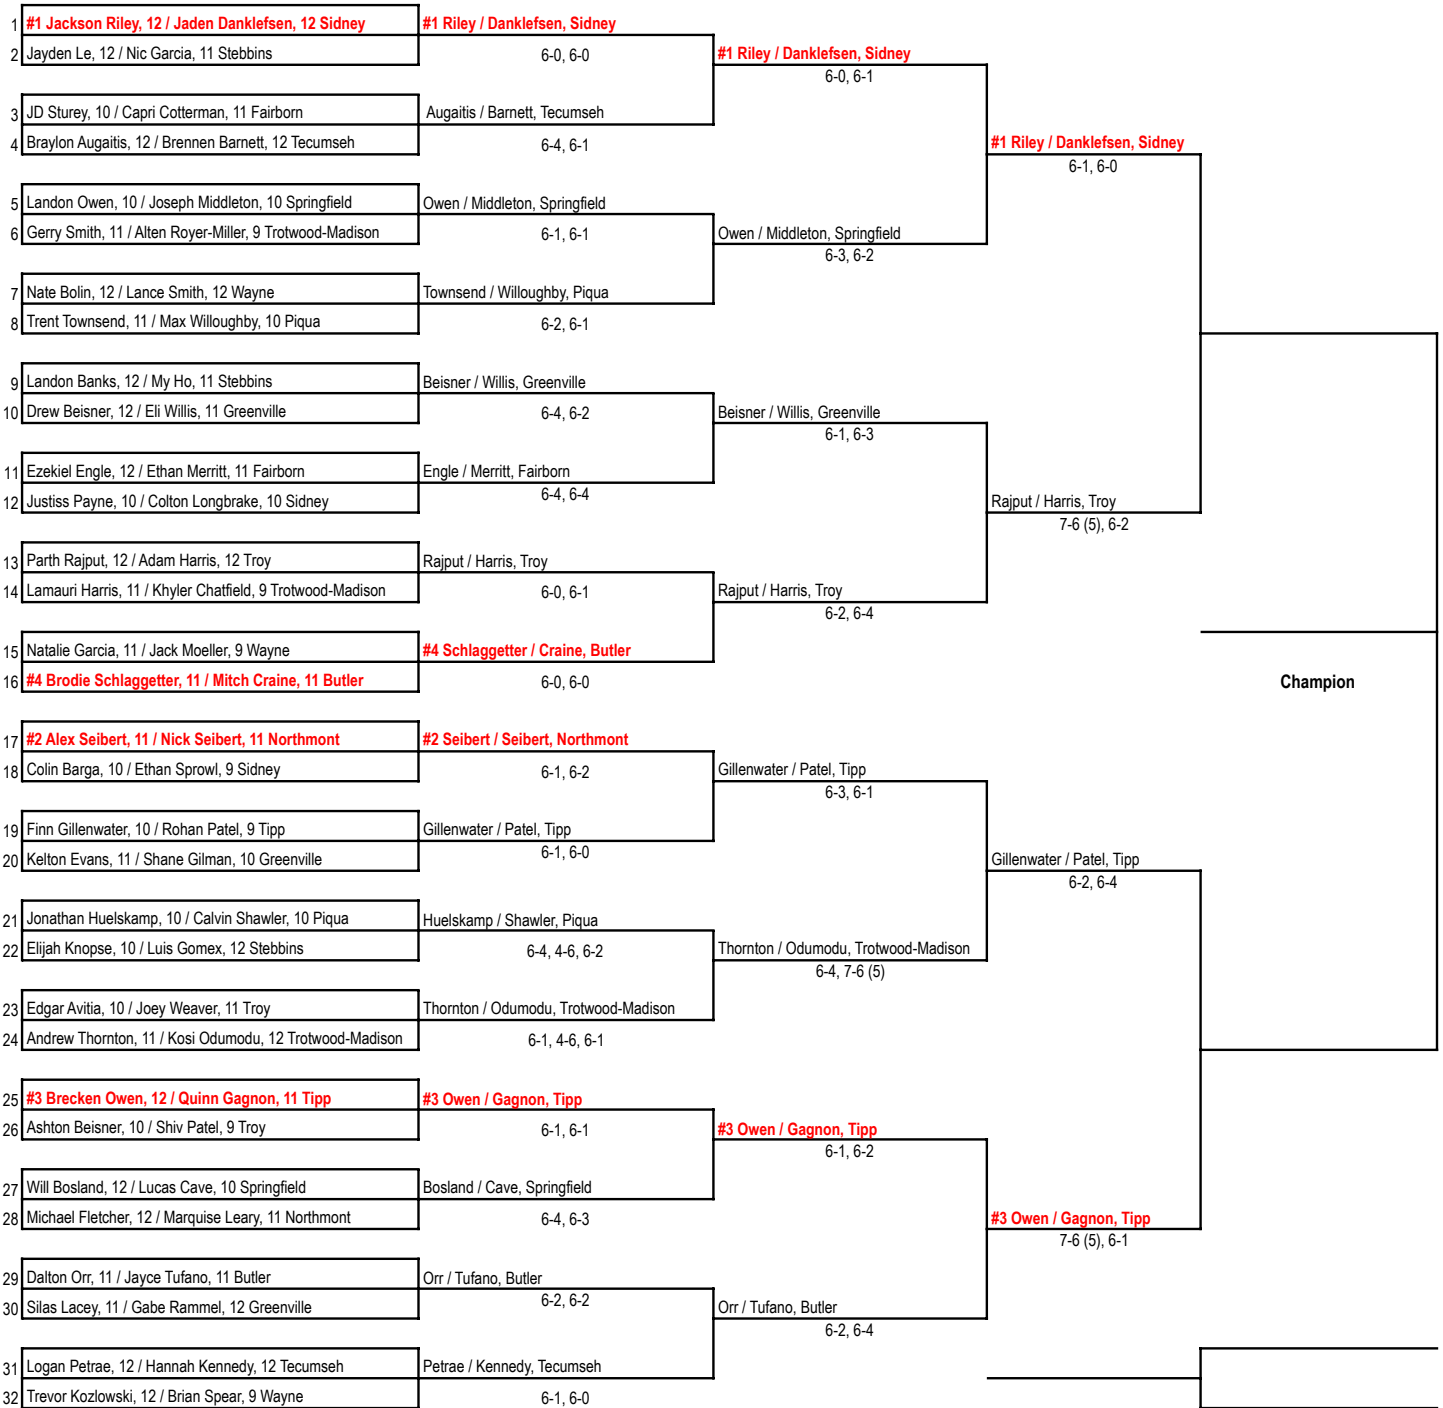 1 #1 Jackson Riley, 12 / Jaden Danklefsen, 12 Sidney
2 Jayden Le, 12 / Nic Garcia, 11 Stebbins
3 JD Sturey, 10 / Capri Cotterman, 11 Fairborn
4 Braylon Augaitis, 12 / Brennen Barnett, 12 Tecumseh
5 Landon Owen, 10 / Joseph Middleton, 10 Springfield
6 Gerry Smith, 11 / Alten Royer-Miller, 9 Trotwood-Madison
7 Nate Bolin, 12 / Lance Smith, 12 Wayne
8 Trent Townsend, 11 / Max Willoughby, 10 Piqua
9 Landon Banks, 12 / My Ho, 11 Stebbins
10 Drew Beisner, 12 / Eli Willis, 11 Greenville
11 Ezekiel Engle, 12 / Ethan Merritt, 11 Fairborn
12 Justiss Payne, 10 / Colton Longbrake, 10 Sidney
13 Parth Rajput, 12 / Adam Harris, 12 Troy
14 Lamauri Harris, 11 / Khyler Chatfield, 9 Trotwood-Madison
15 Natalie Garcia, 11 / Jack Moeller, 9 Wayne
16 #4 Brodie Schlaggetter, 11 / Mitch Craine, 11 Butler
17 #2 Alex Seibert, 11 / Nick Seibert, 11 Northmont
18 Colin Barga, 10 / Ethan Sprowl, 9 Sidney
19 Finn Gillenwater, 10 / Rohan Patel, 9 Tipp
20 Kelton Evans, 11 / Shane Gilman, 10 Greenville
21 Jonathan Huelskamp, 10 / Calvin Shawler, 10 Piqua
22 Elijah Knopse, 10 / Luis Gomex, 12 Stebbins
23 Edgar Avitia, 10 / Joey Weaver, 11 Troy
24 Andrew Thornton, 11 / Kosi Odumodu, 12 Trotwood-Madison
25 #3 Brecken Owen, 12 / Quinn Gagnon, 11 Tipp
26 Ashton Beisner, 10 / Shiv Patel, 9 Troy
27 Will Bosland, 12 / Lucas Cave, 10 Springfield
28 Michael Fletcher, 12 / Marquise Leary, 11 Northmont
29 Dalton Orr, 11 / Jayce Tufano, 11 Butler
30 Silas Lacey, 11 / Gabe Rammel, 12 Greenville
31 Logan Petrae, 12 / Hannah Kennedy, 12 Tecumseh
32 Trevor Kozlowski, 12 / Brian Spear, 9 Wayne
#1 Riley / Danklefsen, Sidney
6-0, 6-0
Augaitis / Barnett, Tecumseh
6-4, 6-1
Owen / Middleton, Springfield
6-1, 6-1
Townsend / Willoughby, Piqua
6-2, 6-1
Beisner / Willis, Greenville
6-4, 6-2
Engle / Merritt, Fairborn
6-4, 6-4
Rajput / Harris, Troy
6-0, 6-1
#4 Schlaggetter / Craine, Butler
6-0, 6-0
#2 Seibert / Seibert, Northmont
6-1, 6-2
Gillenwater / Patel, Tipp
6-1, 6-0
Huelskamp / Shawler, Piqua
6-4, 4-6, 6-2
Thornton / Odumodu, Trotwood-Madison
6-1, 4-6, 6-1
#3 Owen / Gagnon, Tipp
6-1, 6-1
Bosland / Cave, Springfield
6-4, 6-3
Orr / Tufano, Butler
6-2, 6-2
Petrae / Kennedy, Tecumseh
6-1, 6-0
#1 Riley / Danklefsen, Sidney
6-0, 6-1
Owen / Middleton, Springfield
6-3, 6-2
Beisner / Willis, Greenville
6-1, 6-3
Rajput / Harris, Troy
6-2, 6-4
Gillenwater / Patel, Tipp
6-3, 6-1
Thornton / Odumodu, Trotwood-Madison
6-4, 7-6 (5)
#3 Owen / Gagnon, Tipp
6-1, 6-2
Orr / Tufano, Butler
6-2, 6-4
#1 Riley / Danklefsen, Sidney
6-1, 6-0
Rajput / Harris, Troy
7-6 (5), 6-2
Gillenwater / Patel, Tipp
6-2, 6-4
#3 Owen / Gagnon, Tipp
7-6 (5), 6-1
Champion